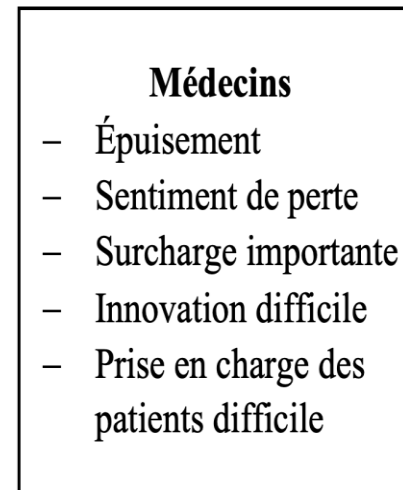 Médecins
– Épuisement
– Sentiment de perte
– Surcharge importante
– Innovation difficile
– Prise en charge des
patients difficile